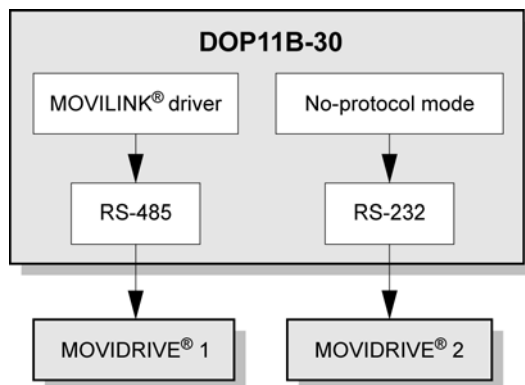 DOP11B-30
MOVILINK® driver
No-protocol mode
RS-485
RS-232
MOVIDRIVE® 1
MOVIDRIVE® 2